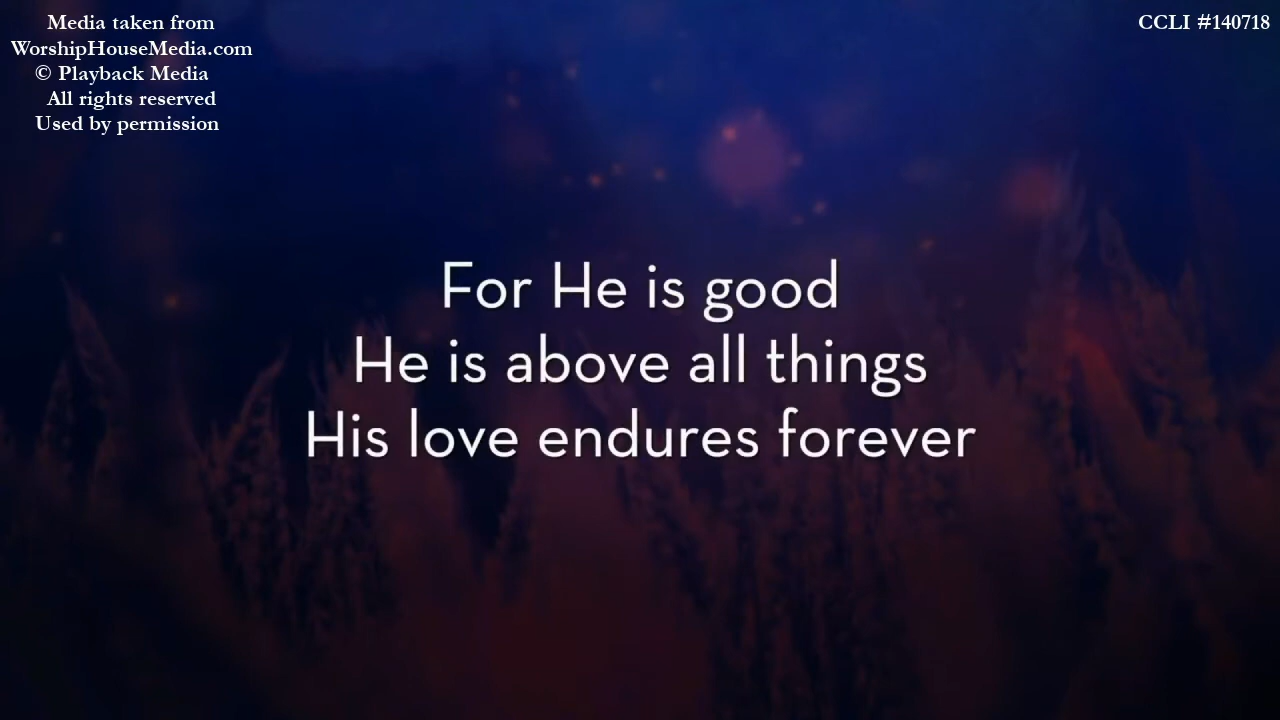 Media taken from
WorshipHouseMedia.com
© Playback Media
All rights reserved
Used by permission
CCLI #140718
For He is good
He is above all things
His love endures forever